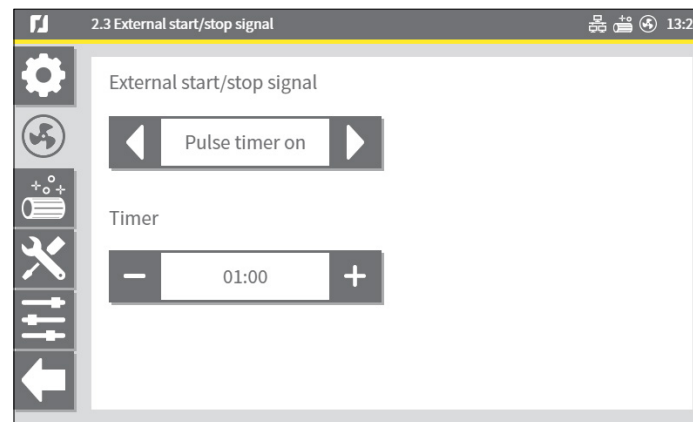 2.3 External start/stop signal
External start/stop signal
Pulse timer on
Timer
01:00